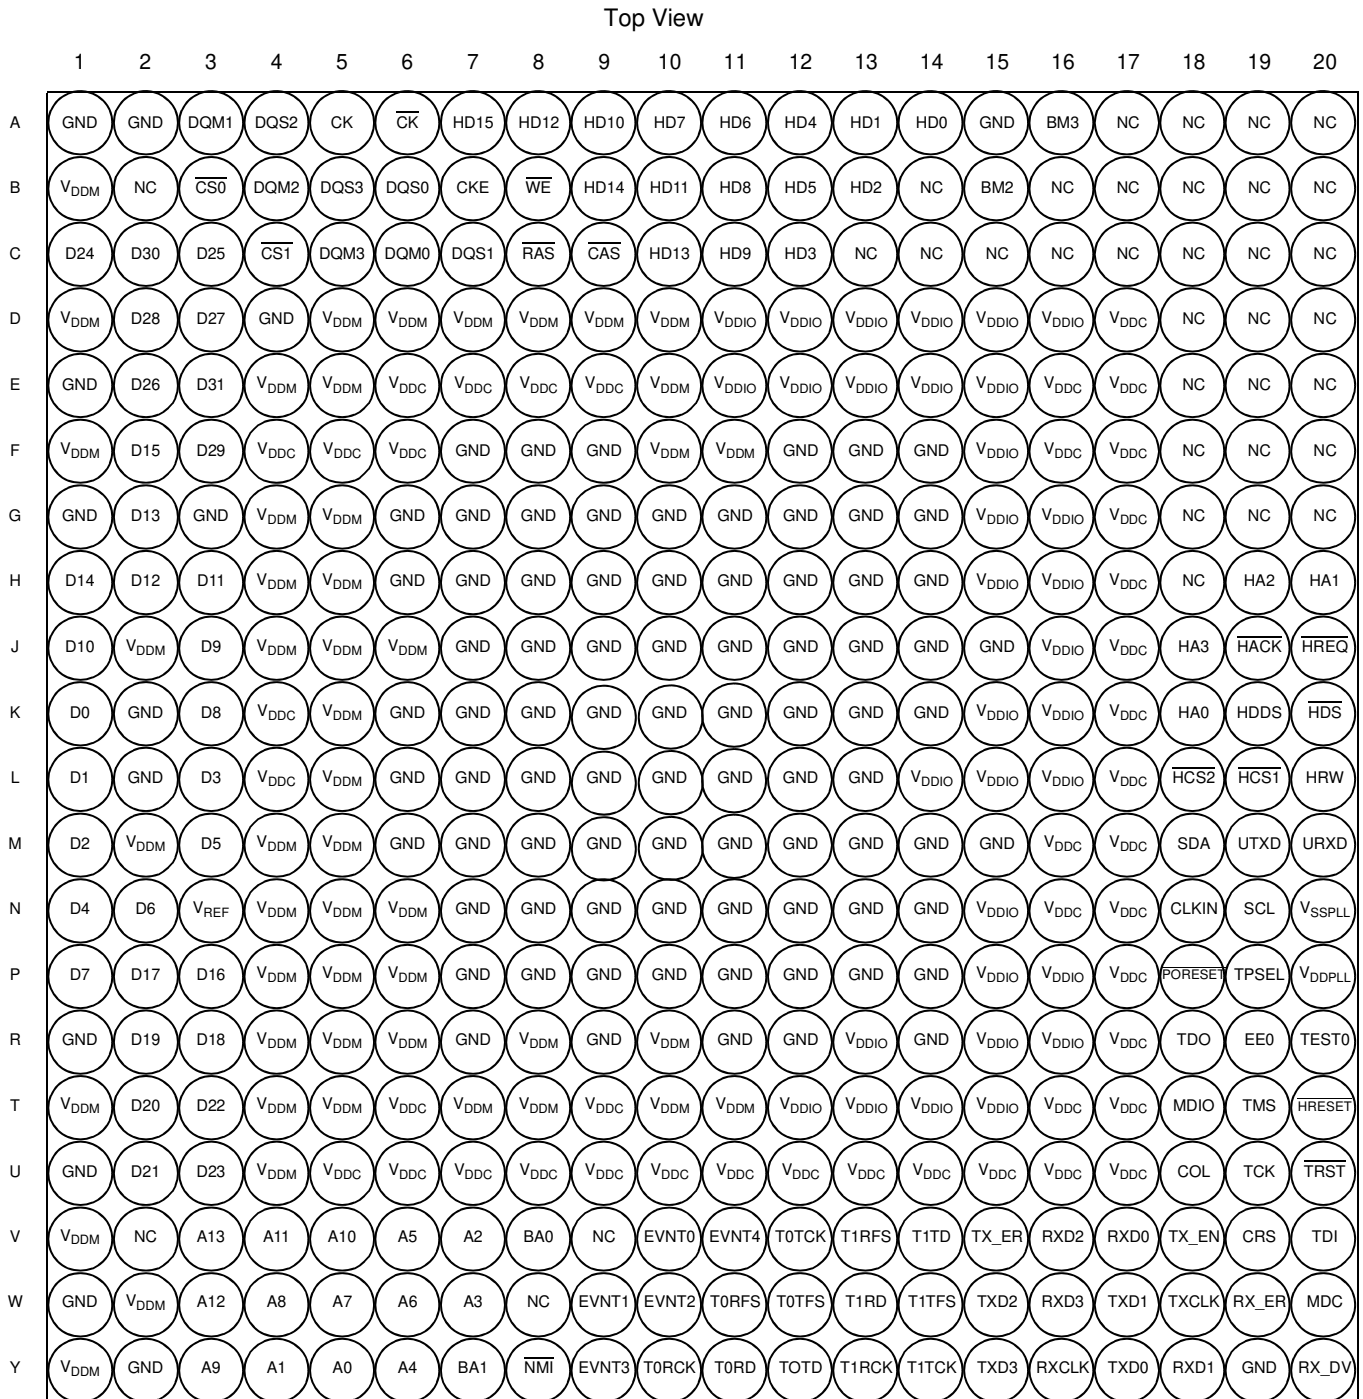 Top View
1 2 3 4 5 6 7 8 9 10 11 12 13 14 15 16 17 18 19 20
A GND GND DQM1 DQS2 CK CK HD15 HD12 HD10 HD7 HD6 HD4 HD1 HD0 GND BM3 NC NC NC NC
B VDDM NC CS0 DQM2 DQS3 DQS0 CKE WE HD14 HD11 HD8 HD5 HD2 NC BM2 NC NC NC NC NC
C D24 D30 D25 CS1 DQM3 DQM0 DQS1 RAS CAS HD13 HD9 HD3 NC NC NC NC NC NC NC NC
D VDDM D28 D27 GND VDDM VDDM VDDM VDDM VDDM VDDM VDDIO VDDIO VDDIO VDDIO VDDIO VDDIO VDDC NC NC NC
E GND D26 D31 VDDM VDDM VDDC VDDC VDDC VDDC VDDM VDDIO VDDIO VDDIO VDDIO VDDIO VDDC VDDC NC NC NC
F VDDM D15 D29 VDDC VDDC VDDC GND GND GND VDDM VDDM GND GND GND VDDIO VDDC VDDC NC NC NC
G GND D13 GND VDDM VDDM GND GND GND GND GND GND GND GND GND VDDIO VDDIO VDDC NC NC NC
H D14 D12 D11 VDDM VDDM GND GND GND GND GND GND GND GND GND VDDIO VDDIO VDDC NC HA2 HA1
J D10 VDDM D9 VDDM VDDM VDDM GND GND GND GND GND GND GND GND GND VDDIO VDDC HA3 HACK HREQ
K D0 GND D8 VDDC VDDM GND GND GND GND GND GND GND GND GND VDDIO VDDIO VDDC HA0 HDDS HDS
L D1 GND D3 VDDC VDDM GND GND GND GND GND GND GND GND VDDIO VDDIO VDDIO VDDC HCS2 HCS1 HRW
M D2 VDDM D5 VDDM VDDM GND GND GND GND GND GND GND GND GND GND VDDC VDDC SDA UTXD URXD
N D4 D6 VREF VDDM VDDM VDDM GND GND GND GND GND GND GND GND VDDIO VDDC VDDC CLKIN SCL VSSPLL
P D7 D17 D16 VDDM VDDM VDDM GND GND GND GND GND GND GND GND VDDIO VDDIO VDDC PORESET TPSEL VDDPLL
R GND D19 D18 VDDM VDDM VDDM GND VDDM GND VDDM GND GND VDDIO GND VDDIO VDDIO VDDC TDO EE0 TEST0
T VDDM D20 D22 VDDM VDDM VDDC VDDM VDDM VDDC VDDM VDDM VDDIO VDDIO VDDIO VDDIO VDDC VDDC MDIO TMS HRESET
U GND D21 D23 VDDM VDDC VDDC VDDC VDDC VDDC VDDC VDDC VDDC VDDC VDDC VDDC VDDC VDDC COL TCK TRST
V VDDM NC A13 A11 A10 A5 A2 BA0 NC EVNT0 EVNT4 T0TCK T1RFS T1TD TX_ER RXD2 RXD0 TX_EN CRS TDI
W GND VDDM A12 A8 A7 A6 A3 NC EVNT1 EVNT2 T0RFS T0TFS T1RD T1TFS TXD2 RXD3 TXD1 TXCLK RX_ER MDC
Y VDDM GND A9 A1 A0 A4 BA1 NMI EVNT3 T0RCK T0RD TOTD T1RCK T1TCK TXD3 RXCLK TXD0 RXD1 GND RX_DV